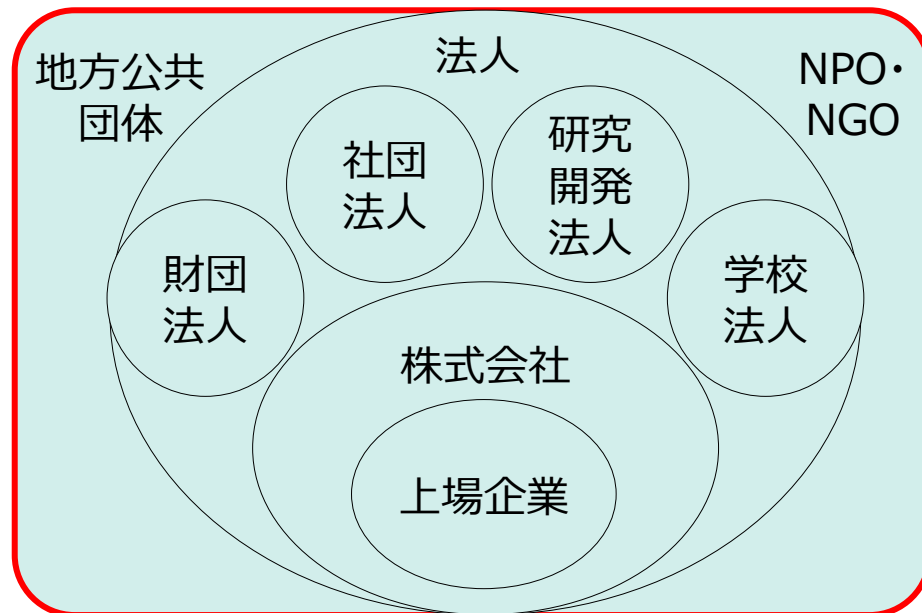 地方公共
団体
法人
NPO・
NGO
社団
法人
研究
開発
法人
財団
法人
学校
法人
株式会社
上場企業